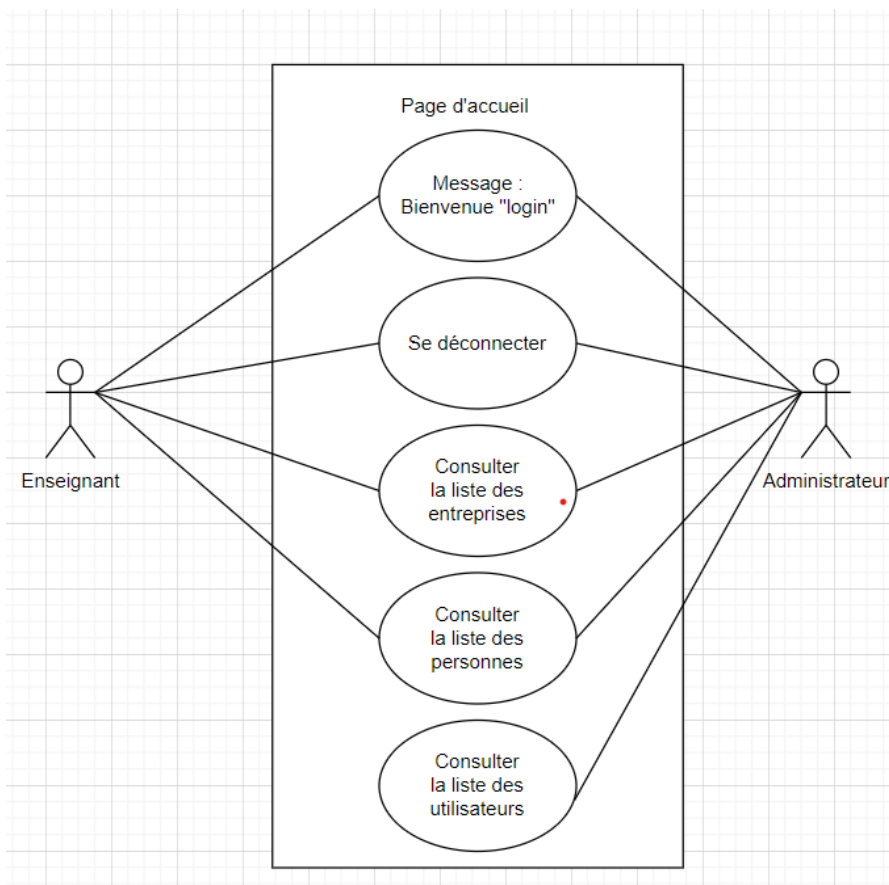 Page d'accueil
Message :
Bienvenue "login"
Se déconnecter
Enseignant
Administrateur
Consulter
la liste des
entreprises
Consulter
la liste des
personnes
Consulter
la liste des
utilisateurs